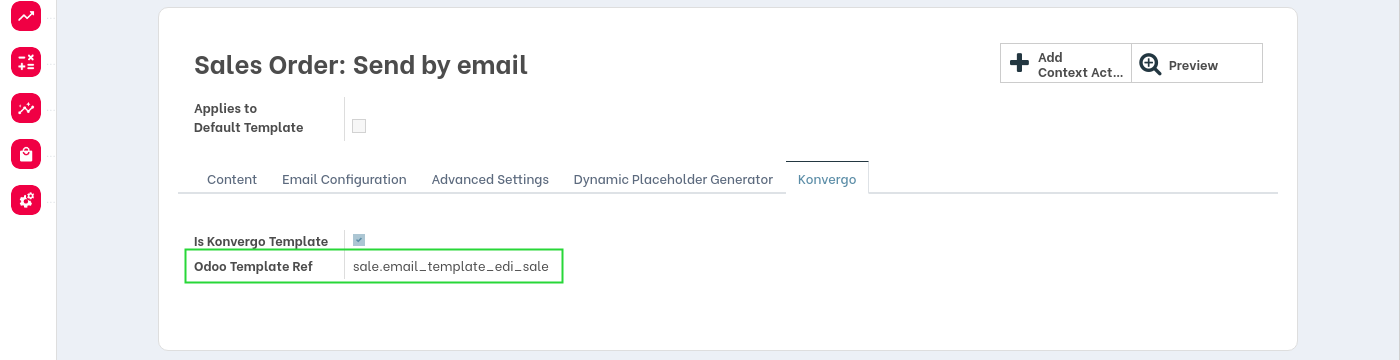 Sales Order: Send by email
Add
Context Act...
Preview
Applies to
Default Template
Content Email Configuration Advanced Settings Dynamic Placeholder Generator Konvergo
Is Konvergo Template
Odoo Template Ref sale.email_template_edi_sale